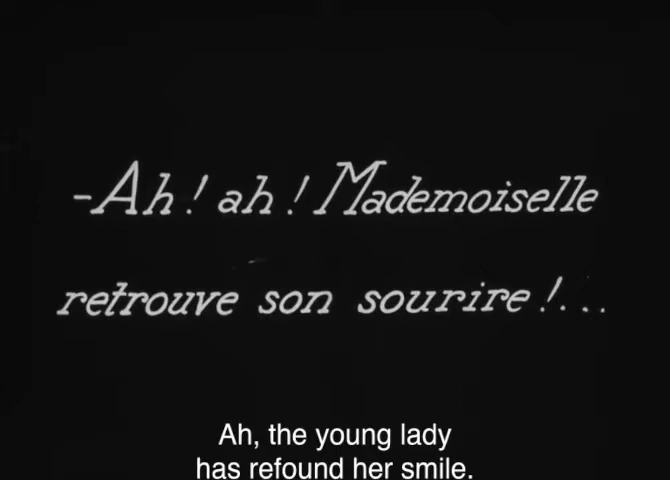 -Ah! ah! Mademoiselle
retrouve son sourire!...
Ah, the young lady
has refound her smile.